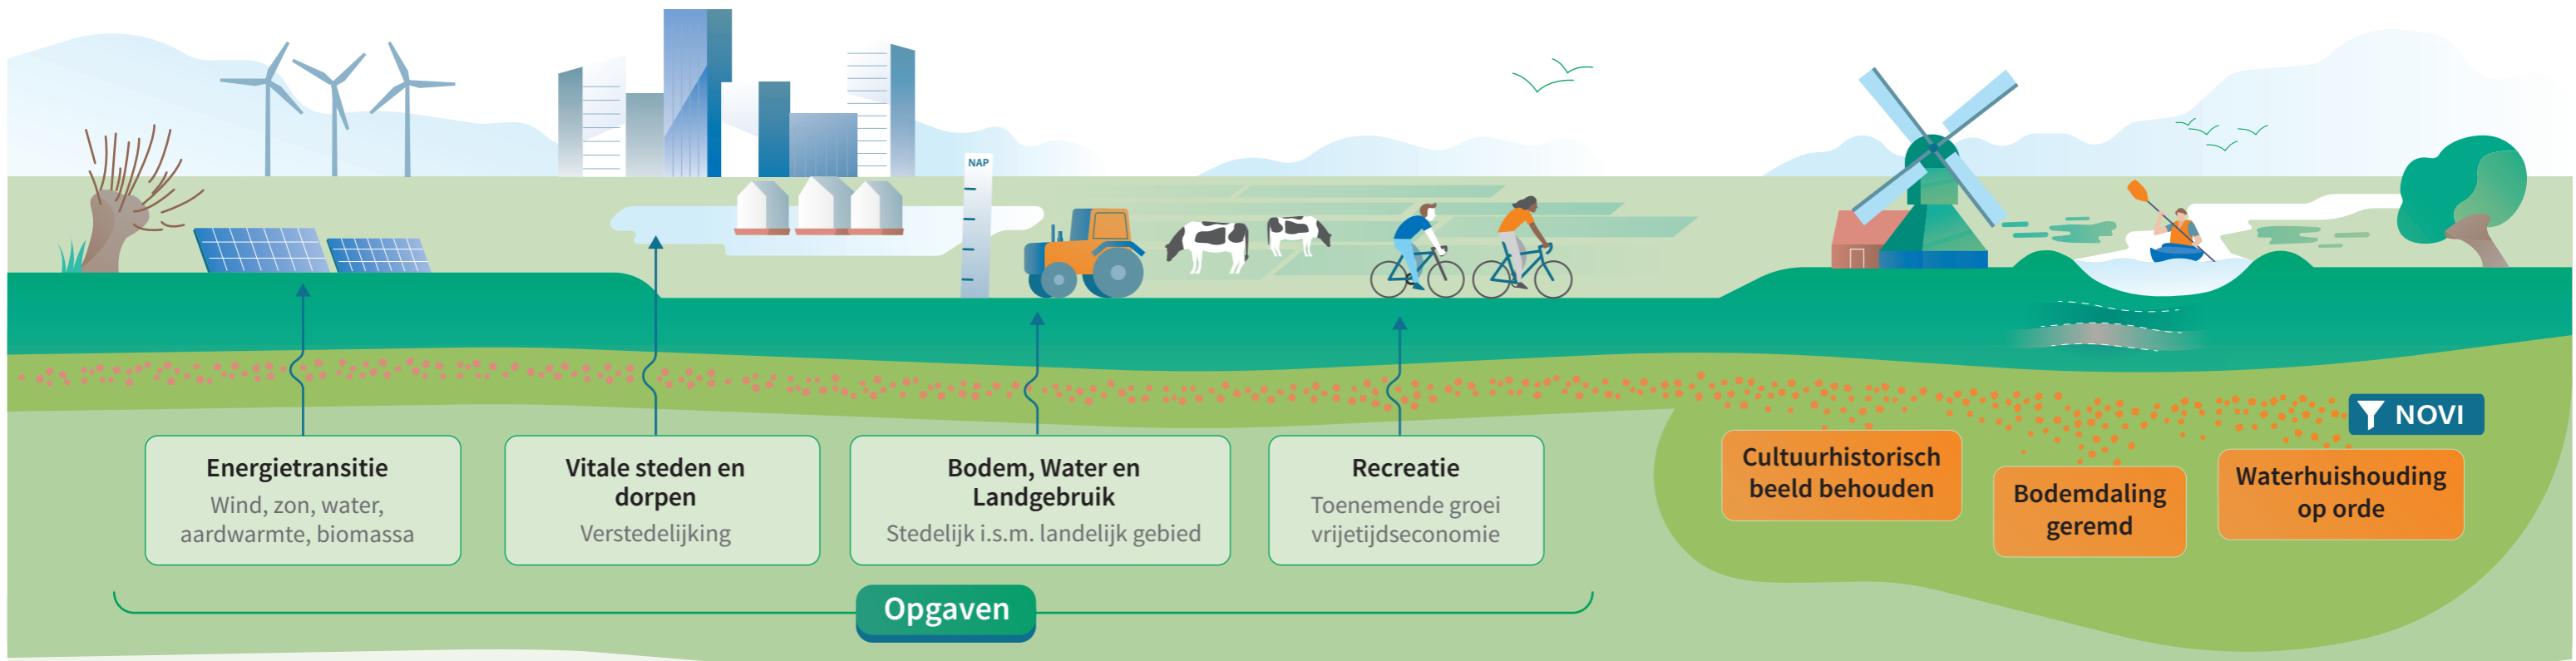 NAP
Energietransitie
Wind, zon, water,
aardwarmte, biomassa
Vitale steden en
dorpen
Verstedelijking
Bodem, Water en
Landgebruik
Stedelijk i.s.m. landelijk gebied
Recreatie
Toenemende groei
vrijetijdseconomie
Opgaven
Cultuurhistorisch
beeld behouden
Bodemdaling
geremd
NOVI
Waterhuishouding
op orde